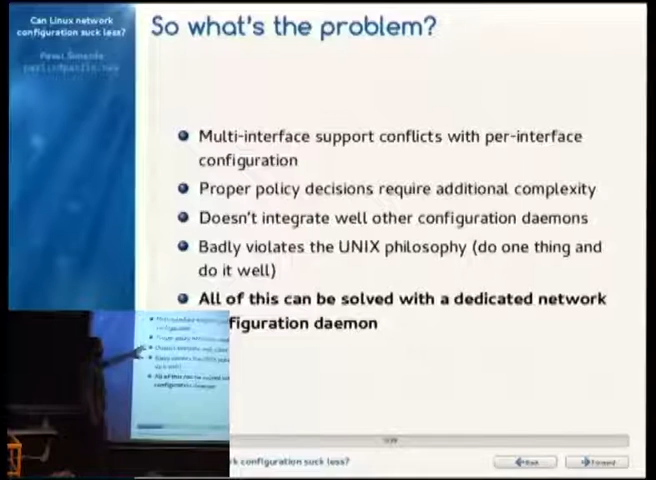 Can Linux network
configuration suck less?
So what's the problem?
Multi-interface support conflicts with per-interface
configuration
Proper policy decisions require additional complexity
Doesn't integrate well other configuration daemons
Badly violates the UNIX philosophy (do one thing and
do it well)
All of this can be solved with a dedicated network
figuration daemon
configuration suck less?
Back
Forward